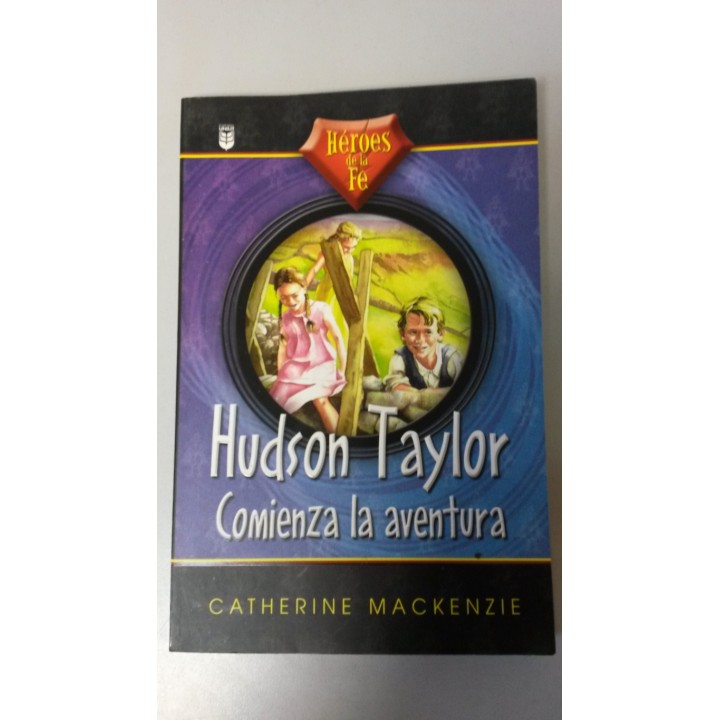 Héroes
de la
Fe
Hudson Taylor
Comienza la aventura
CATHERINE MACKENZIE